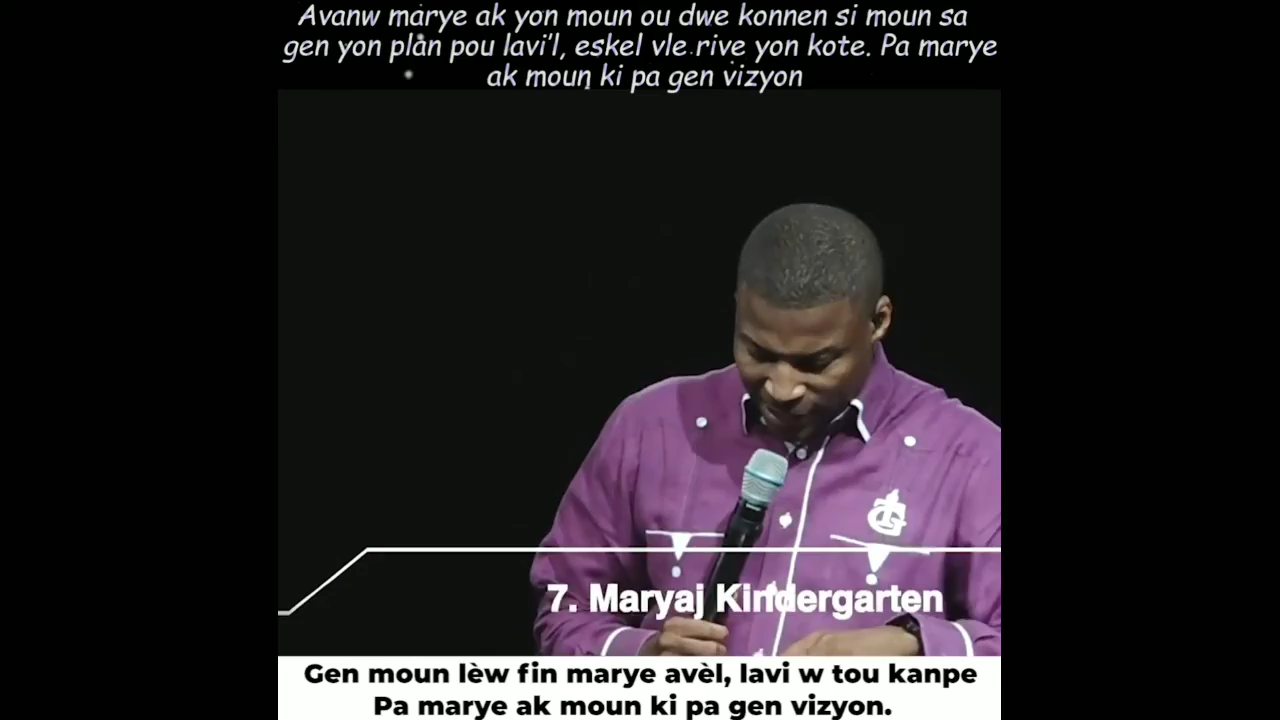 Avanw marye ak yon moun ou dwe konnen si moun sa
gen yon plan pou lavi'l, eskel vle rive yon kote. Pa marye
ak moun ki pa gen vizyon
7. Maryaj Kindergarten
Gen moun lèw fin marye avèl, lavi w tou kanpe
Pa marye ak moun ki pa gen vizyon.